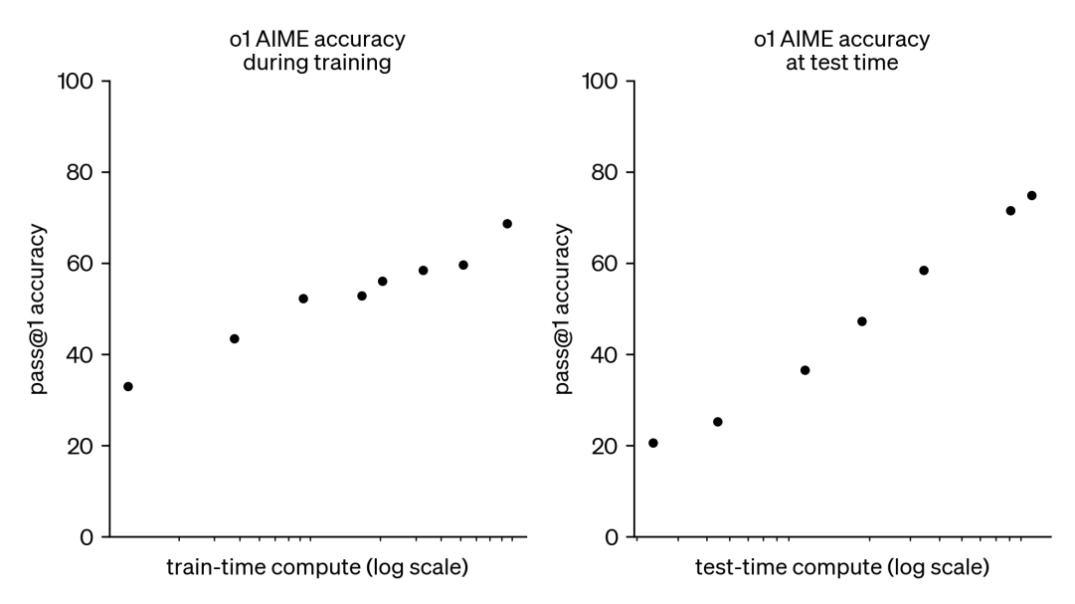 o1 AIME accuracy
during training
100
80
60
40
20
0
pass@1 accuracy
train-time compute (log scale)
o1 AIME accuracy
at test time
100
80
60
40
20
0
pass@1 accuracy
test-time compute (log scale)